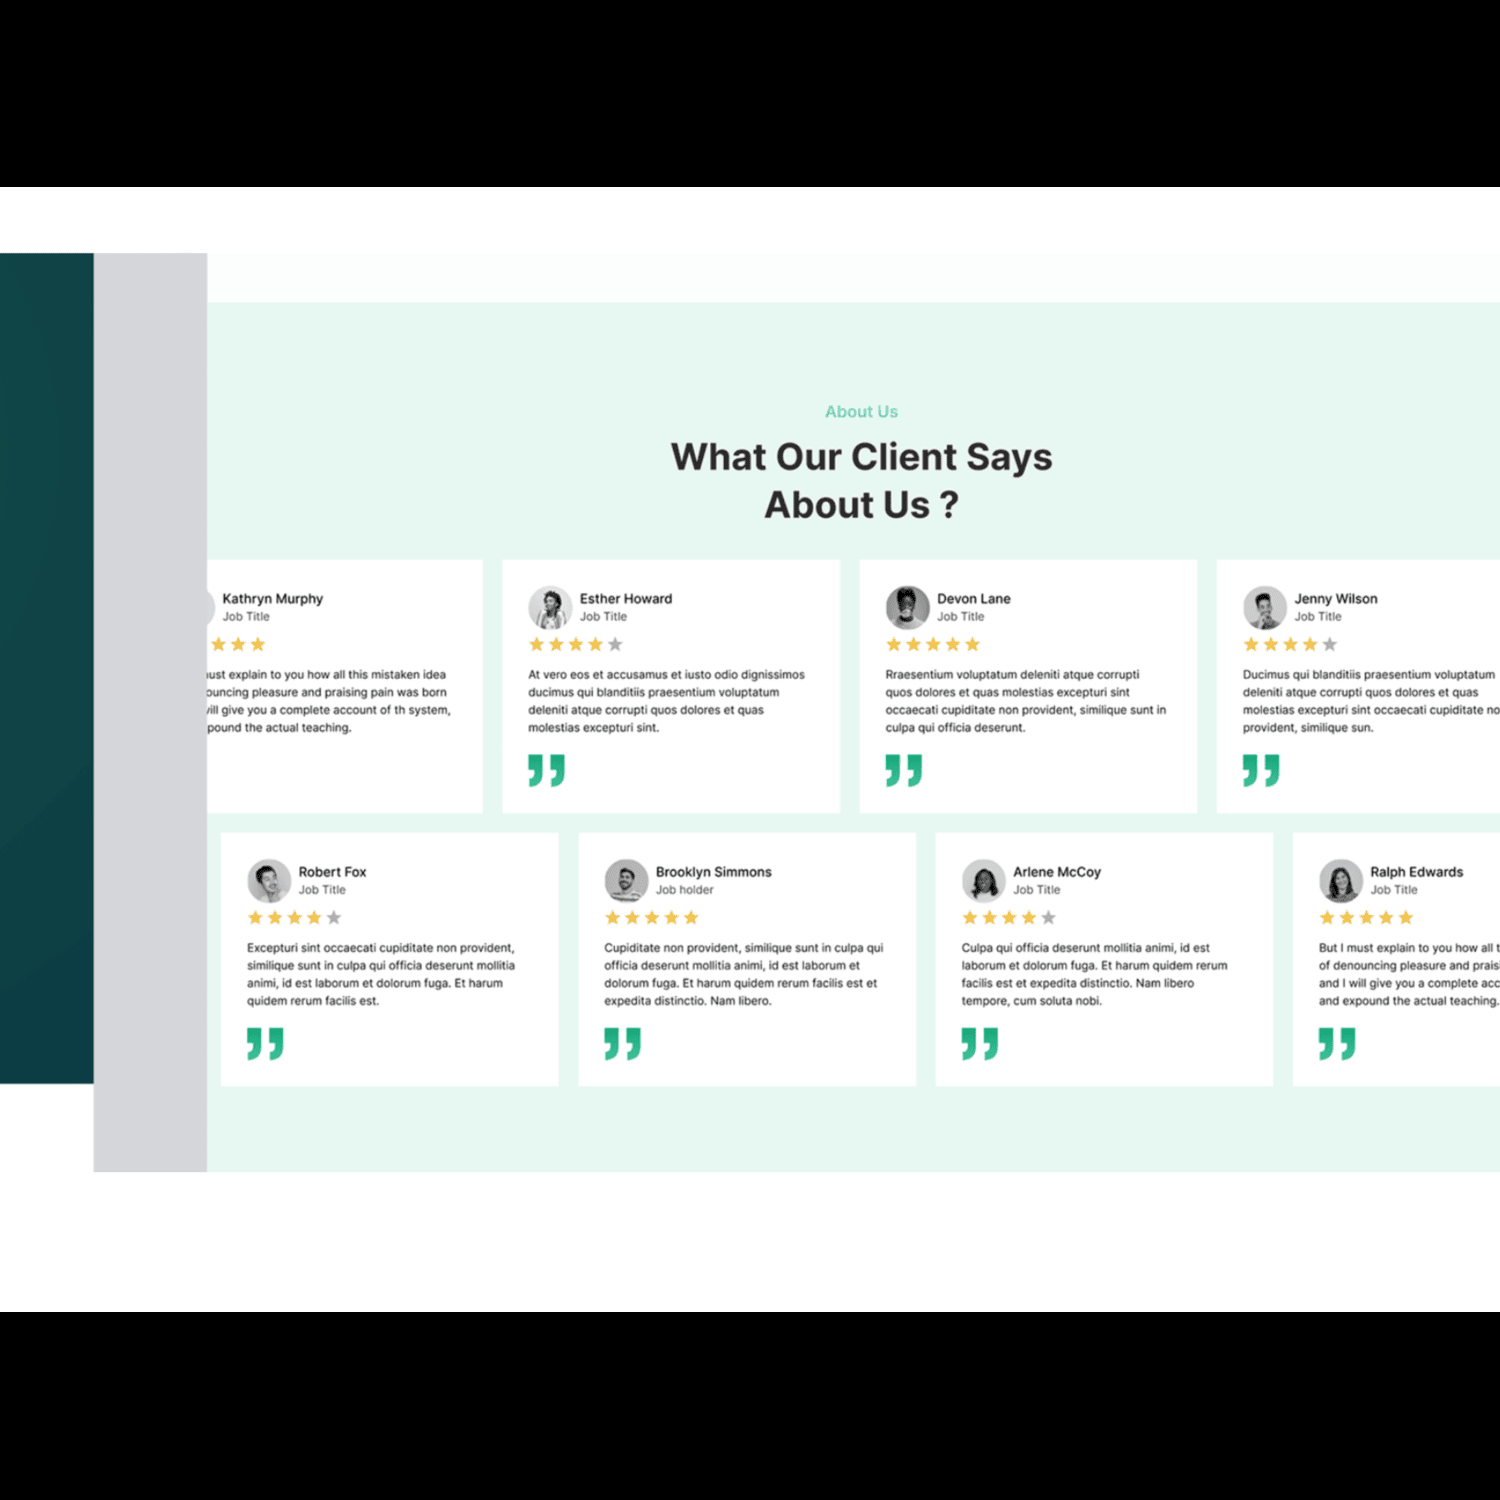 About Us
What Our Client Says
About Us ?
Kathryn Murphy
Job Title
explain to you how all this mistaken idea
pleasure and praising pain was born
give you a complete account of th system,
the actual teaching.
Esther Howard
Job Title
At vero eos et accusamus et iusto odio dignissimos
ducimus qui blanditiis praesentium voluptatum
deleniti atque corrupti quos dolores et quas
molestias excepturi sint.
Devon Lane
Job Title
Rraesentium voluptatum deleniti atque corrupti
quos dolores et quas molestias excepturi sint
occaecati cupiditate non provident, similique sunt in
culpa qui officia deserunt.
Jenny Wilson
Job Title
Ducimus qui blanditiis praesentium voluptatum
deleniti atque corrupti quos dolores et quas
molestias excepturi sint occaecati cupiditate no
provident, similique sun.
Robert Fox
Job Title
Excepturi sint occaecati cupiditate non provident,
similique sunt in culpa qui officia deserunt mollitia
animi, id est laborum et dolorum fuga. Et harum
quidem rerum facilis est.
Brooklyn Simmons
Job holder
Cupiditate non provident, similique sunt in culpa qui
officia deserunt mollitia animi, id est laborum et
dolorum fuga. Et harum quidem rerum facilis est et
expedita distinctio. Nam libero.
Arlene McCoy
Job Title
Culpa qui officia deserunt mollitia animi, id est
laborum et dolorum fuga. Et harum quidem rerum
facilis est et expedita distinctio. Nam libero
tempore, cum soluta nobi.
Ralph Edwards
Job Title
But I must explain to you how all
of denouncing pleasure and
and I will give you a complete
and expound the actual teaching.